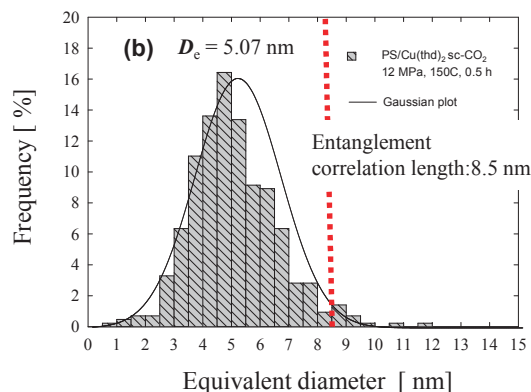 (b)
D_e = 5.07 nm
PS/Cu(thd)₂ sc-CO₂
12 MPa, 150C, 0.5 h
Gaussian plot
Entanglement
correlation length:8.5 nm
Frequency [ %]
20
18
16
14
12
10
8
6
4
2
0
0 1 2 3 4 5 6 7 8 9 10 11 12 13 14 15
Equivalent diameter [ nm]